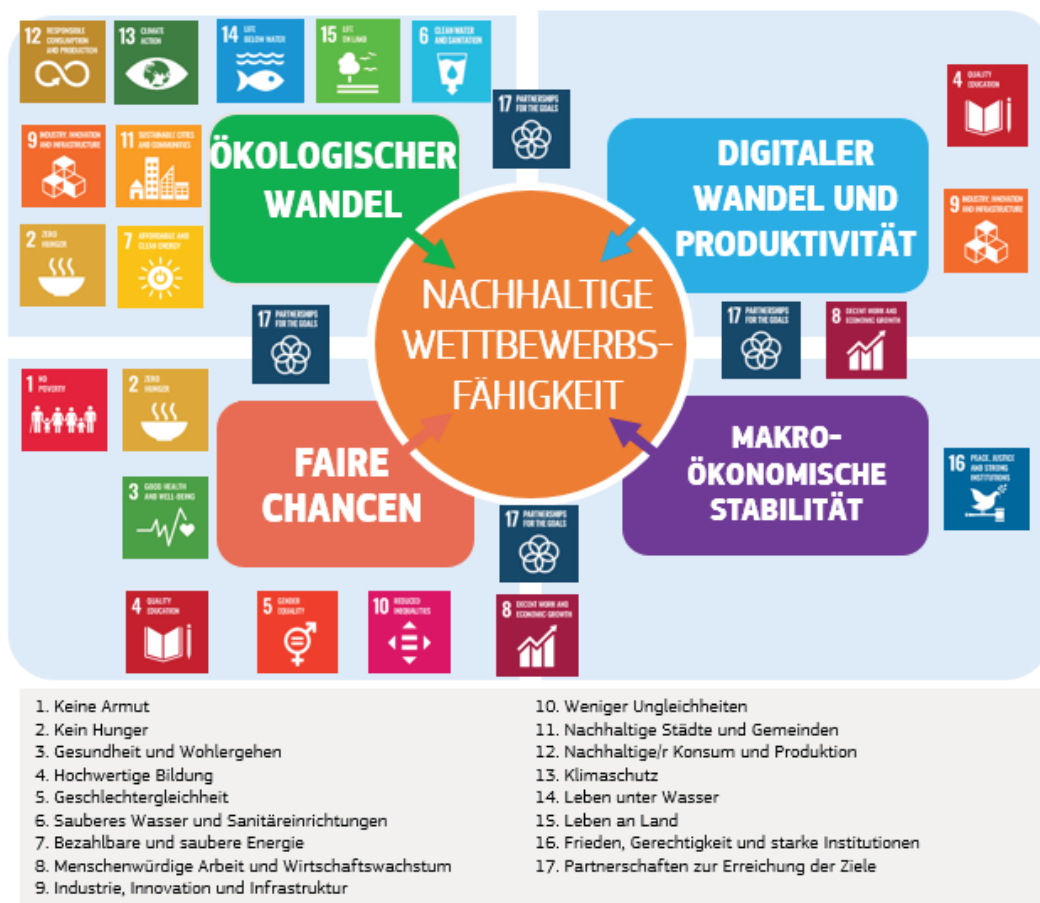 12 RESPONSIBLE
CONSUMPTION
AND PRODUCTION
13 CLIMATE
ACTION
14 LIFE
BELOW WATER
15 LIFE
ON LAND
6 CLEAN WATER
AND SANITATION
17 PARTNERSHIPS
FOR THE GOALS
4 QUALITY
EDUCATION
9 INDUSTRY, INNOVATION
AND INFRASTRUCTURE
11 SUSTAINABLE CITIES
AND COMMUNITIES
ÖKOLOGISCHER
WANDEL
DIGITALER
WANDEL UND
PRODUKTIVITÄT
9 INDUSTRY, INNOVATION
AND INFRASTRUCTURE
2 ZERO
HUNGER
7 AFFORDABLE AND
CLEAN ENERGY
NACHHALTIGE
WETTBEWERBS-
FÄHIGKEIT
17 PARTNERSHIPS
FOR THE GOALS
17 PARTNERSHIPS
FOR THE GOALS
8 DECENT WORK AND
ECONOMIC GROWTH
1 NO
POVERTY
2 ZERO
HUNGER
FAIRE
CHANCEN
MAKRO-
ÖKONOMISCHE
STABILITÄT
3 GOOD HEALTH
AND WELL-BEING
16 PEACE, JUSTICE
AND STRONG
INSTITUTIONS
17 PARTNERSHIPS
FOR THE GOALS
4 QUALITY
EDUCATION
5 GENDER
EQUALITY
10 REDUCED
INEQUALITIES
8 DECENT WORK AND
ECONOMIC GROWTH
1. Keine Armut
2. Kein Hunger
3. Gesundheit und Wohlergehen
4. Hochwertige Bildung
5. Geschlechtergleichheit
6. Sauberes Wasser und Sanitäreinrichtungen
7. Bezahlbare und saubere Energie
8. Menschenwürdige Arbeit und Wirtschaftswachstum
9. Industrie, Innovation und Infrastruktur
10. Weniger Ungleichheiten
11. Nachhaltige Städte und Gemeinden
12. Nachhaltige/r Konsum und Produktion
13. Klimaschutz
14. Leben unter Wasser
15. Leben an Land
16. Frieden, Gerechtigkeit und starke Institutionen
17. Partnerschaften zur Erreichung der Ziele